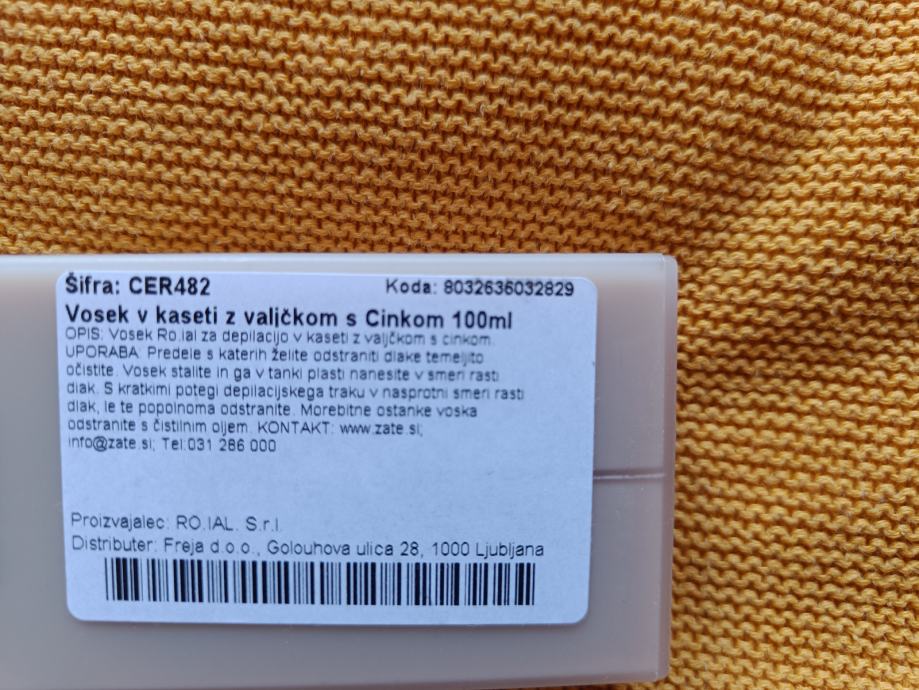 Šifra: CER482 Koda: 8032636032829
Vosek v kaseti z valjčkom s Cinkom 100ml
OPIS: Vosek Ro.ial za depilacijo v kaseti z valjčkom s cinkom.
UPORABA: Predele s katerih želite odstraniti dlake temeljito
očistite. Vosek stalite in ga v tanki plasti nanesite v smeri rasti
dlak. S kratkimi potegi depilacijskega traku v nasprotni smeri rasti
dlak, le te popolnoma odstranite. Morebitne ostanke voska
odstranite s čistilnim oljem. KONTAKT: www.zate.si;
info@zate.si; Tel:031 286 000
Proizvajalec: RO.IAL. S.r.l.
Distributer: Freja d.o.o., Golouhova ulica 28, 1000 Ljubljana